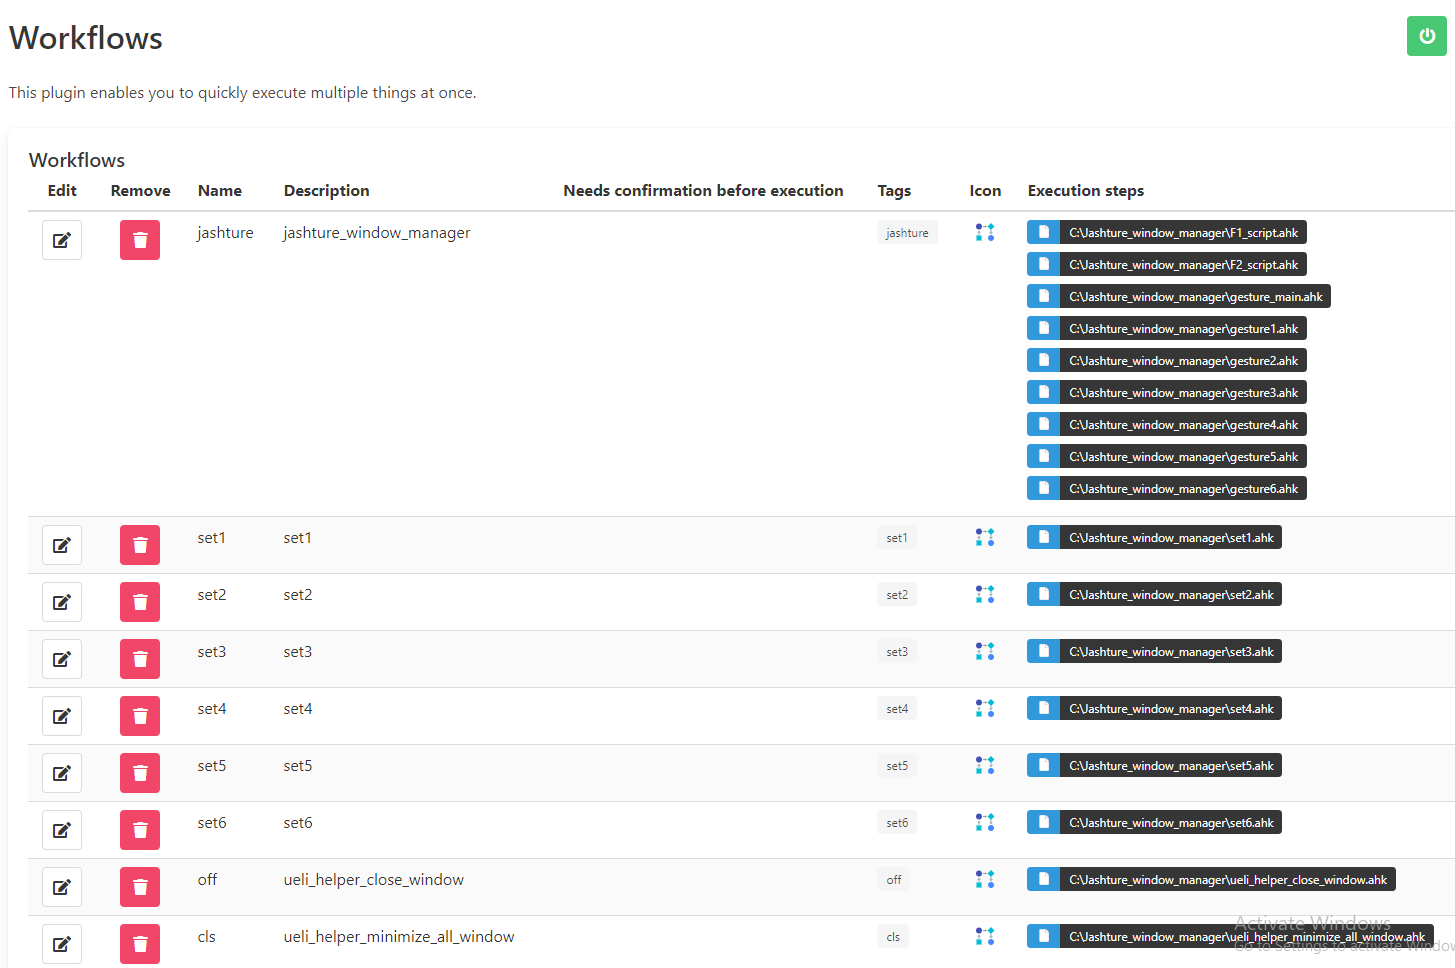 Workflows
This plugin enables you to quickly execute multiple things at once.
Workflows
Edit Remove Name Description Needs confirmation before execution Tags Icon Execution steps
jashture jashture_window_manager jashture C:\Jashture_window_manager\F1_script.ahk
C:\Jashture_window_manager\F2_script.ahk
C:\Jashture_window_manager\gesture_main.ahk
C:\Jashture_window_manager\gesture1.ahk
C:\Jashture_window_manager\gesture2.ahk
C:\Jashture_window_manager\gesture3.ahk
C:\Jashture_window_manager\gesture4.ahk
C:\Jashture_window_manager\gesture5.ahk
C:\Jashture_window_manager\gesture6.ahk
set1 set1 set1 C:\Jashture_window_manager\set1.ahk
set2 set2 set2 C:\Jashture_window_manager\set2.ahk
set3 set3 set3 C:\Jashture_window_manager\set3.ahk
set4 set4 set4 C:\Jashture_window_manager\set4.ahk
set5 set5 set5 C:\Jashture_window_manager\set5.ahk
set6 set6 set6 C:\Jashture_window_manager\set6.ahk
off ueli_helper_close_window off C:\Jashture_window_manager\ueli_helper_close_window.ahk
Activate Windows
cls ueli_helper_minimize_all_window cls C:\Jashture_window_manager\ueli_helper_minimize_all_window.ahk
Go to Settings to activate Window